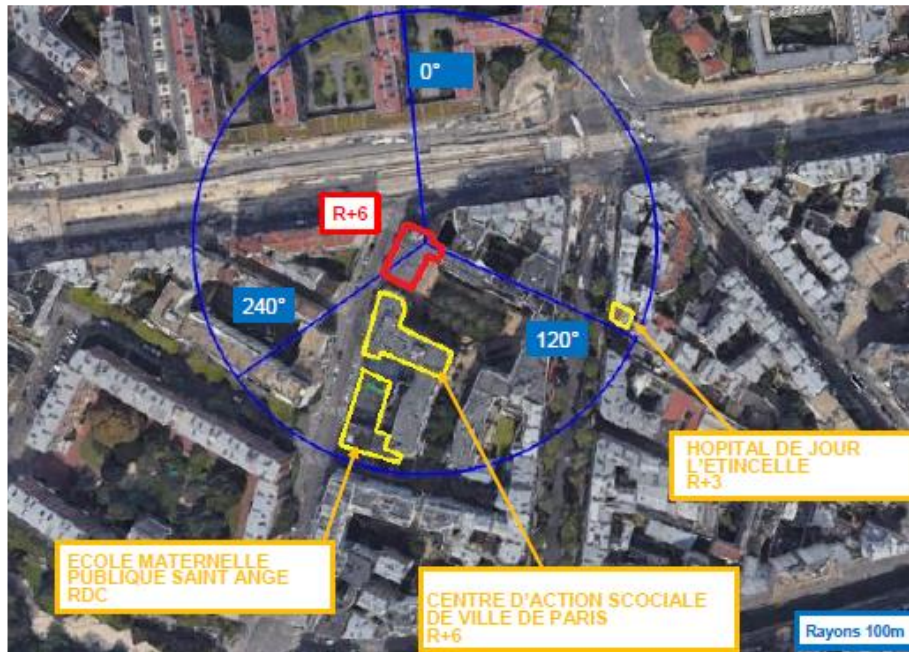 0°
R+6
240°
120°
HOPITAL DE JOUR
L'ETINCELLE
R+3
ECOLE MATERNELLE
PUBLIQUE SAINT ANGE
RDC
CENTRE D'ACTION SCOCIALE
DE VILLE DE PARIS
R+6
Rayons 100m